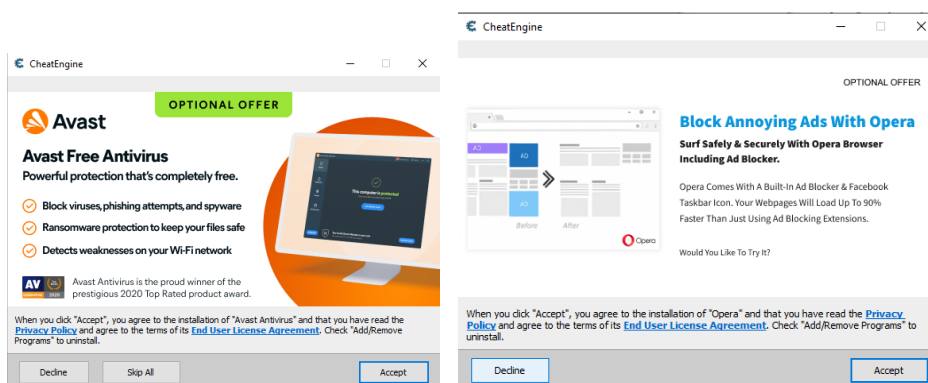 CheatEngine
OPTIONAL OFFER
Avast
Avast Free Antivirus
Powerful protection that's completely free.
Block viruses, phishing attempts, and spyware
Ransomware protection to keep your files safe
Detects weaknesses on your Wi-Fi network
AV
2020
Avast Antivirus is the proud winner of the
prestigious 2020 Top Rated product award.
When you click "Accept", you agree to the installation of "Avast Antivirus" and that you have read the
Privacy Policy and agree to the terms of its End User License Agreement. Check "Add/Remove
Programs" to uninstall.
Decline
Skip All
Accept
CheatEngine
OPTIONAL OFFER
AD
AD
AD
Before
After
Opera
Block Annoying Ads With Opera
Surf Safely & Securely With Opera Browser
Including Ad Blocker.
Opera Comes With A Built-In Ad Blocker & Facebook
Taskbar Icon. Your Webpages Will Load Up To 90%
Faster Than Just Using Ad Blocking Extensions.
Would You Like To Try It?
When you click "Accept", you agree to the installation of "Opera" and that you have read the Privacy
Policy and agree to the terms of its End User License Agreement. Check "Add/Remove Programs" to
uninstall.
Decline
Accept